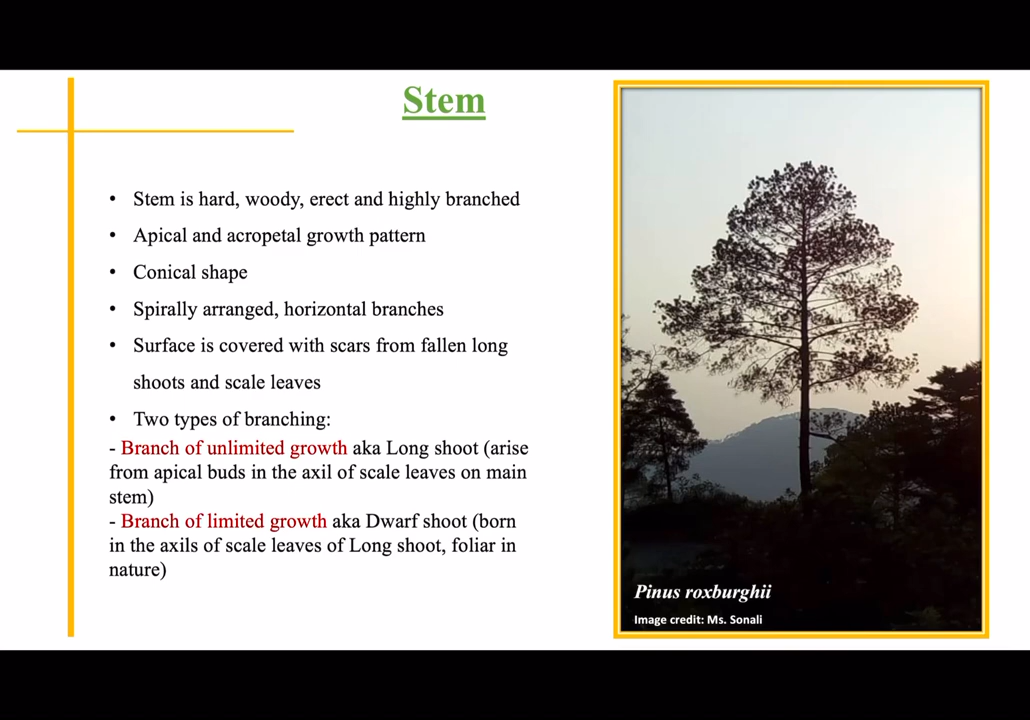 Stem
• Stem is hard, woody, erect and highly branched
• Apical and acropetal growth pattern
• Conical shape
• Spirally arranged, horizontal branches
• Surface is covered with scars from fallen long
shoots and scale leaves
• Two types of branching:
- Branch of unlimited growth aka Long shoot (arise
from apical buds in the axil of scale leaves on main
stem)
- Branch of limited growth aka Dwarf shoot (born
in the axils of scale leaves of Long shoot, foliar in
nature)
Pinus roxburghii
Image credit: Ms. Sonali